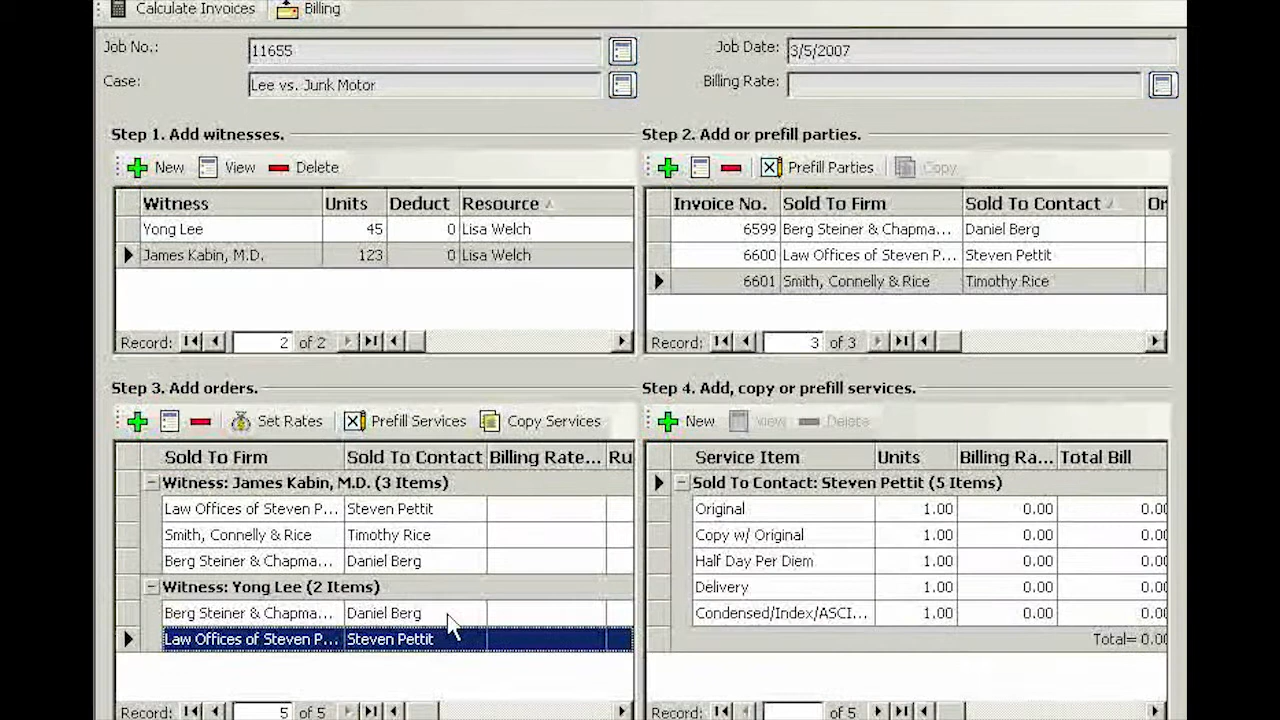 Calculate Invoices Billing
Job No.: 11655 Job Date: 3/5/2007
Case: Lee vs. Junk Motor Billing Rate:
Step 1. Add witnesses.
New View Delete
Witness Units Deduct Resource
Yong Lee 45 0 Lisa Welch
James Kabin, M.D. 123 0 Lisa Welch
Record: 2 of 2
Step 2. Add or prefill parties.
Prefill Parties Copy
Invoice No. Sold To Firm Sold To Contact Or
6599 Berg Steiner & Chapma... Daniel Berg
6600 Law Offices of Steven P... Steven Pettit
6601 Smith, Connelly & Rice Timothy Rice
Record: 3 of 3
Step 3. Add orders.
Set Rates Prefill Services Copy Services
Sold To Firm Sold To Contact Billing Rate... Ru
Witness: James Kabin, M.D. (3 Items)
Law Offices of Steven P... Steven Pettit
Smith, Connelly & Rice Timothy Rice
Berg Steiner & Chapma... Daniel Berg
Witness: Yong Lee (2 Items)
Berg Steiner & Chapma... Daniel Berg
Law Offices of Steven P... Steven Pettit
Record: 5 of 5
Step 4. Add, copy or prefill services.
New View Delete
Service Item Units Billing Ra... Total Bill
Sold To Contact: Steven Pettit (5 Items)
Original 1.00 0.00 0.00
Copy w/ Original 1.00 0.00 0.00
Half Day Per Diem 1.00 0.00 0.00
Delivery 1.00 0.00 0.00
Condensed/Index/ASCI... 1.00 0.00 0.00
Total= 0.00
Record: of 5